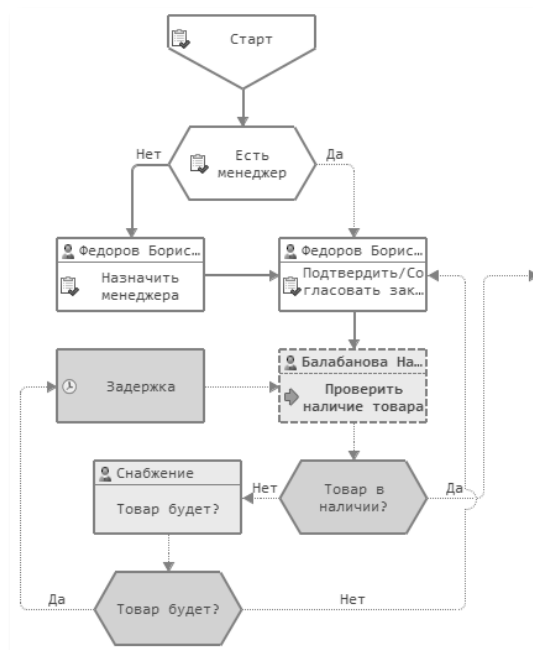 Старт
Есть
менеджер
Нет
Да
Федоров Борис...
Назначить
менеджера
Федоров Борис...
Подтвердить/Со
гласовать зак...
Задержка
Балабанова На...
Проверить
наличие товара
Снабжение
Товар будет?
Нет
Товар в
наличии?
Да
Да
Товар будет?
Нет